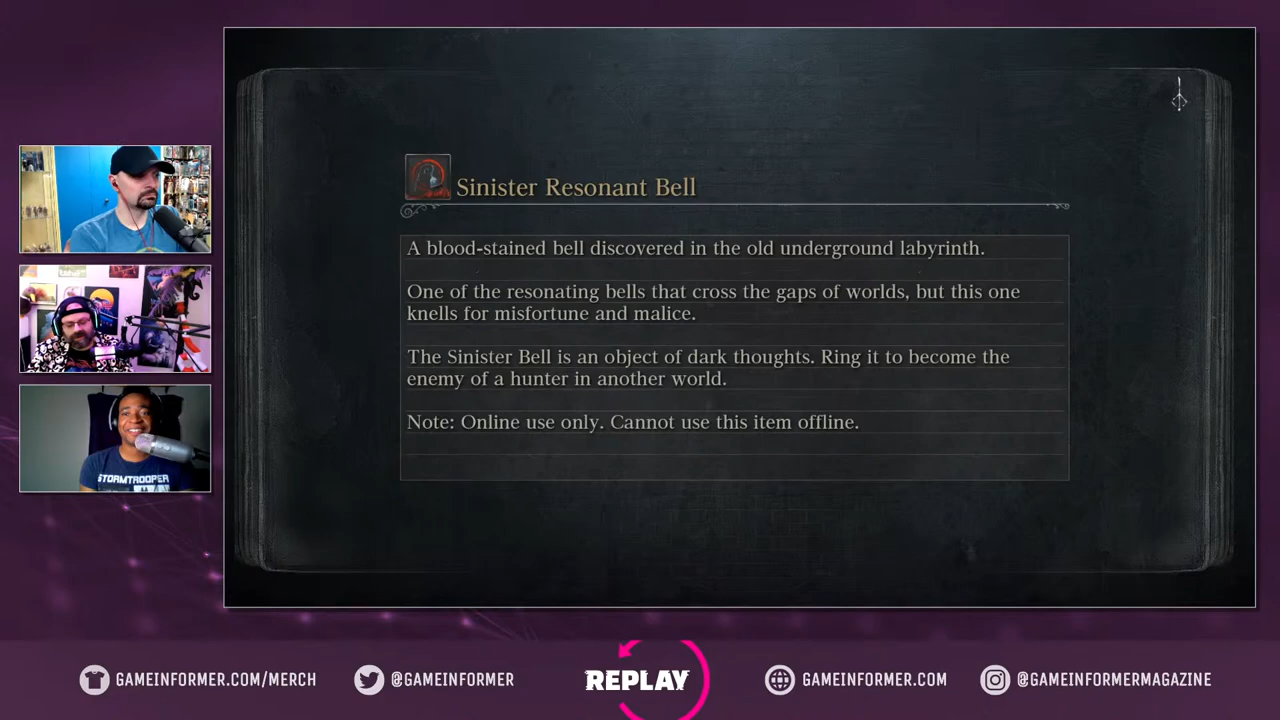 Sinister Resonant Bell
A blood-stained bell discovered in the old underground labyrinth.
One of the resonating bells that cross the gaps of worlds, but this one
knells for misfortune and malice.
The Sinister Bell is an object of dark thoughts. Ring it to become the
enemy of a hunter in another world.
Note: Online use only. Cannot use this item offline.
STORMTROOPER
GAMEINFORMER.COM/MERCH
@GAMEINFORMER
REPLAY
GAMEINFORMER.COM
@GAMEINFORMERMAGAZINE